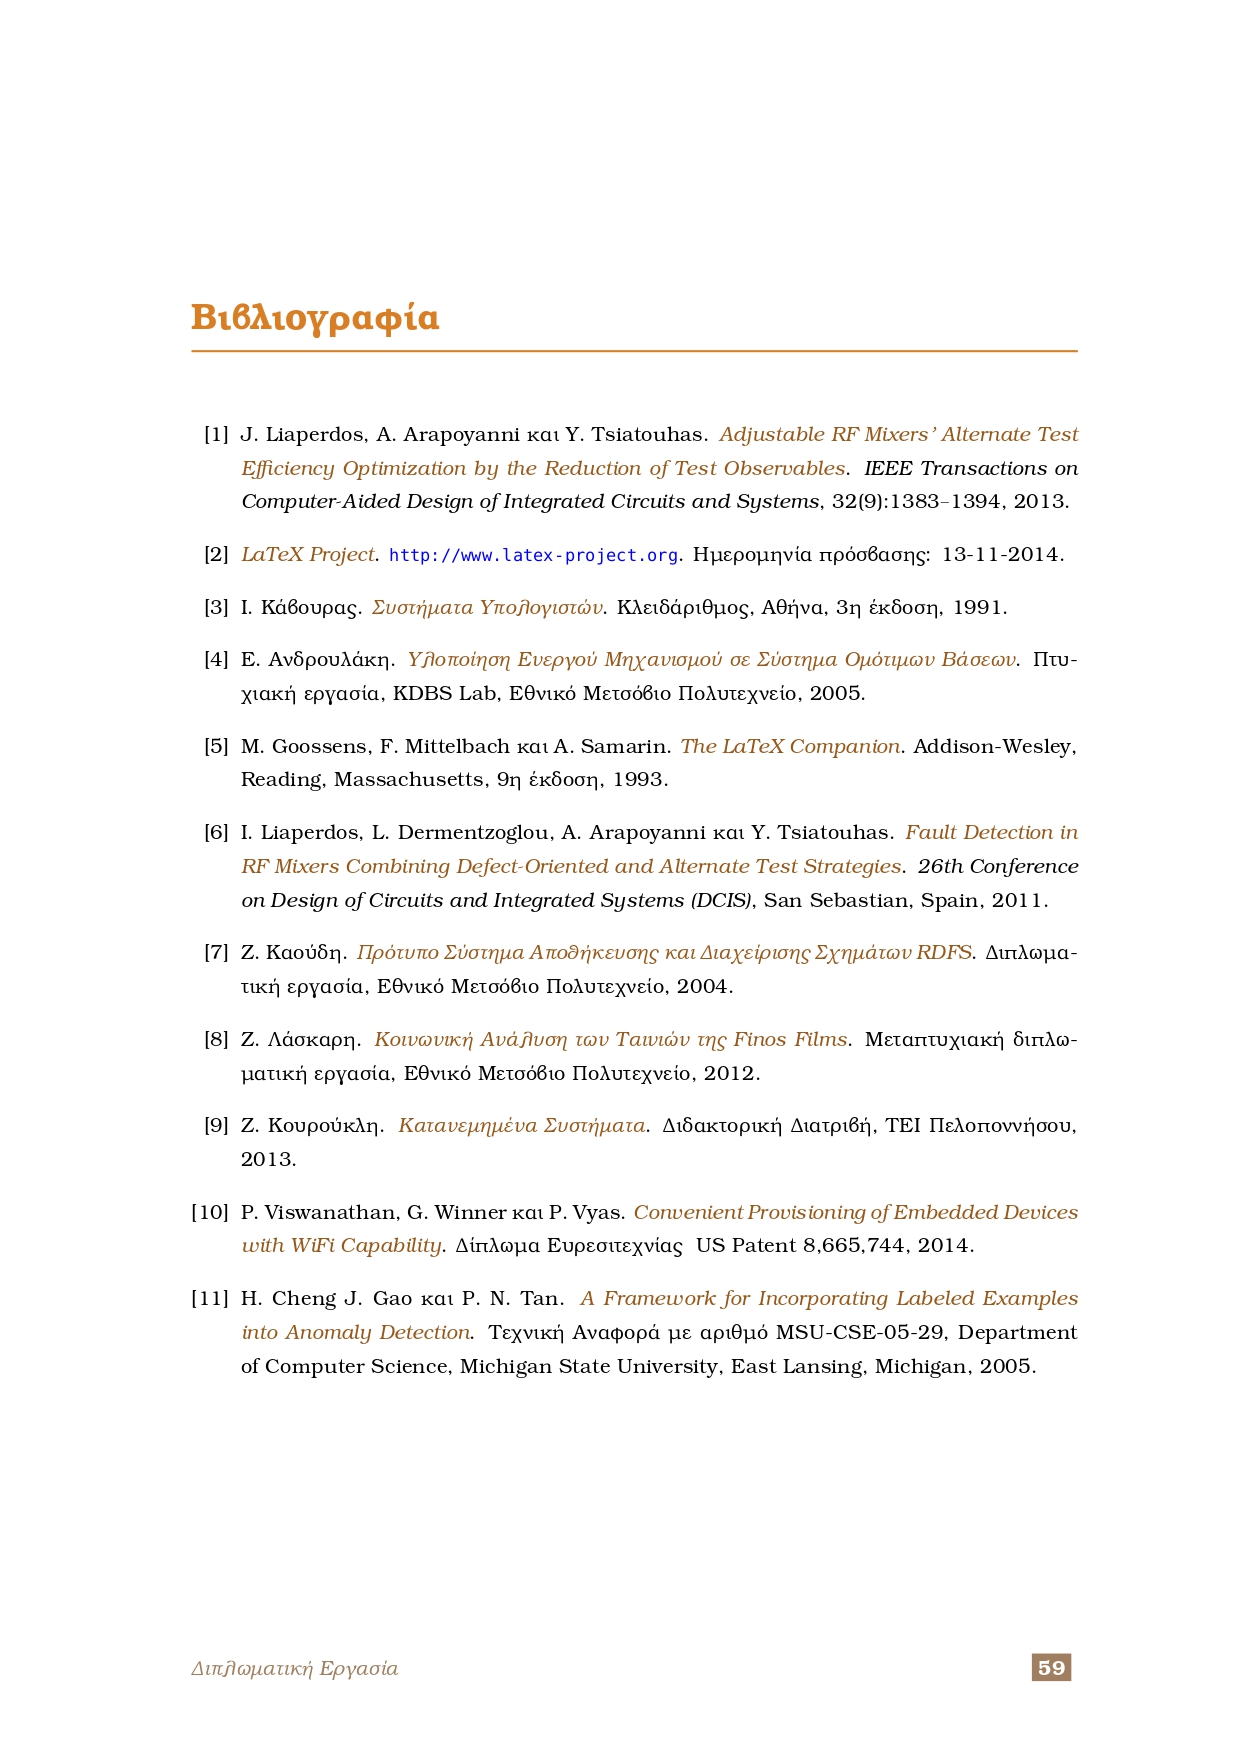 Βιβλιογραφία
[1] J. Liaperdos, A. Arapoyanni και Y. Tsiatouhas. Adjustable RF Mixers’ Alternate Test
Efficiency Optimization by the Reduction of Test Observables. IEEE Transactions on
Computer-Aided Design of Integrated Circuits and Systems, 32(9):1383–1394, 2013.
[2] LaTeX Project. http://www.latex-project.org. Ημερομηνία πρόσβασης: 13-11-2014.
[3] Ι. Κάβουρας. Συστήματα Υπολογιστών. Κλειδάριθμος, Αθήνα, 3η έκδοση, 1991.
[4] Ε. Ανδρουλάκη. Υλοποίηση Ενεργού Μηχανισμού σε Σύστημα Ομότιμων Βάσεων. Πτυ-
χιακή εργασία, KDBS Lab, Εθνικό Μετσόβιο Πολυτεχνείο, 2005.
[5] M. Goossens, F. Mittelbach και A. Samarin. The LaTeX Companion. Addison-Wesley,
Reading, Massachusetts, 9η έκδοση, 1993.
[6] I. Liaperdos, L. Dermentzoglou, A. Arapoyanni και Y. Tsiatouhas. Fault Detection in
RF Mixers Combining Defect-Oriented and Alternate Test Strategies. 26th Conference
on Design of Circuits and Integrated Systems (DCIS), San Sebastian, Spain, 2011.
[7] Ζ. Καούδη. Πρότυπο Σύστημα Αποθήκευσης και Διαχείρισης Σχημάτων RDFS. Διπλωμα-
τική εργασία, Εθνικό Μετσόβιο Πολυτεχνείο, 2004.
[8] Ζ. Λάσκαρη. Κοινωνική Ανάλυση των Ταινιών της Finos Films. Μεταπτυχιακή διπλω-
ματική εργασία, Εθνικό Μετσόβιο Πολυτεχνείο, 2012.
[9] Ζ. Κουρούκλη. Κατανεμημένα Συστήματα. Διδακτορική Διατριβή, ΤΕΙ Πελοποννήσου,
2013.
[10] P. Viswanathan, G. Winner και P. Vyas. Convenient Provisioning of Embedded Devices
with WiFi Capability. Δίπλωμα Ευρεσιτεχνίας US Patent 8,665,744, 2014.
[11] H. Cheng J. Gao και P. N. Tan. A Framework for Incorporating Labeled Examples
into Anomaly Detection. Τεχνική Αναφορά με αριθμό MSU-CSE-05-29, Department
of Computer Science, Michigan State University, East Lansing, Michigan, 2005.
Διπλωματική Εργασία 59